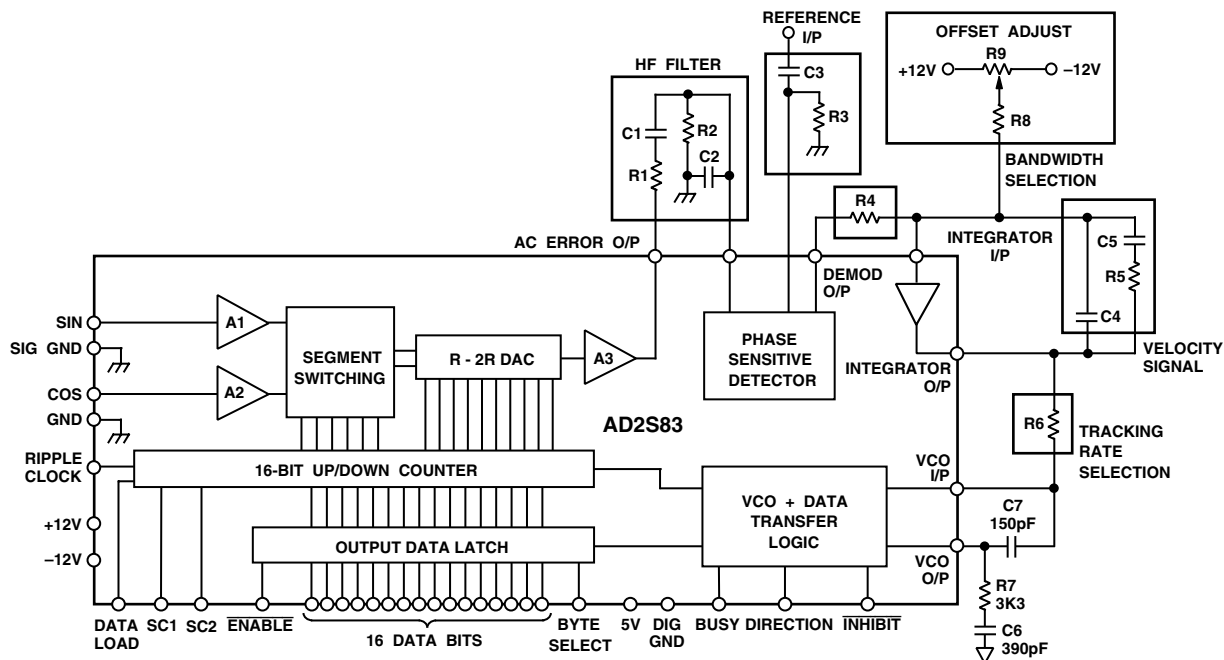 REFERENCE
I/P
HF FILTER
C1
R2
C2
R1
C3
R3
OFFSET ADJUST
R9
+12V
–12V
R8
BANDWIDTH
SELECTION
R4
AC ERROR O/P
DEMOD
O/P
INTEGRATOR
I/P
C5
R5
C4
VELOCITY
SIGNAL
SIN
SIG GND
COS
GND
RIPPLE
CLOCK
+12V
–12V
A1
A2
SEGMENT
SWITCHING
R - 2R DAC
A3
PHASE
SENSITIVE
DETECTOR
INTEGRATOR
O/P
AD2S83
R6
TRACKING
RATE
SELECTION
16-BIT UP/DOWN COUNTER
OUTPUT DATA LATCH
VCO + DATA
TRANSFER
LOGIC
VCO
I/P
C7
150pF
VCO
O/P
R7
3K3
C6
390pF
DATA
LOAD
SC1
SC2
ENABLE
16 DATA BITS
BYTE
SELECT
5V
DIG
GND
BUSY
DIRECTION
INHIBIT